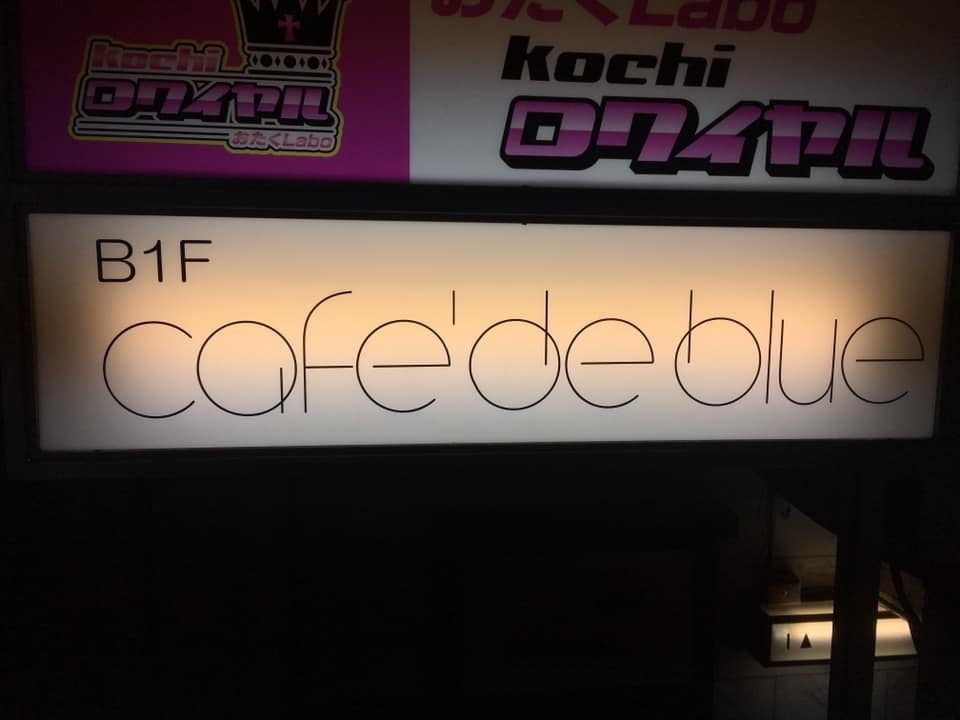 kochi
ロワイヤル
おたくLabo
おたくLabo
kochi
ロワイヤル
B1F
cafe'de blue